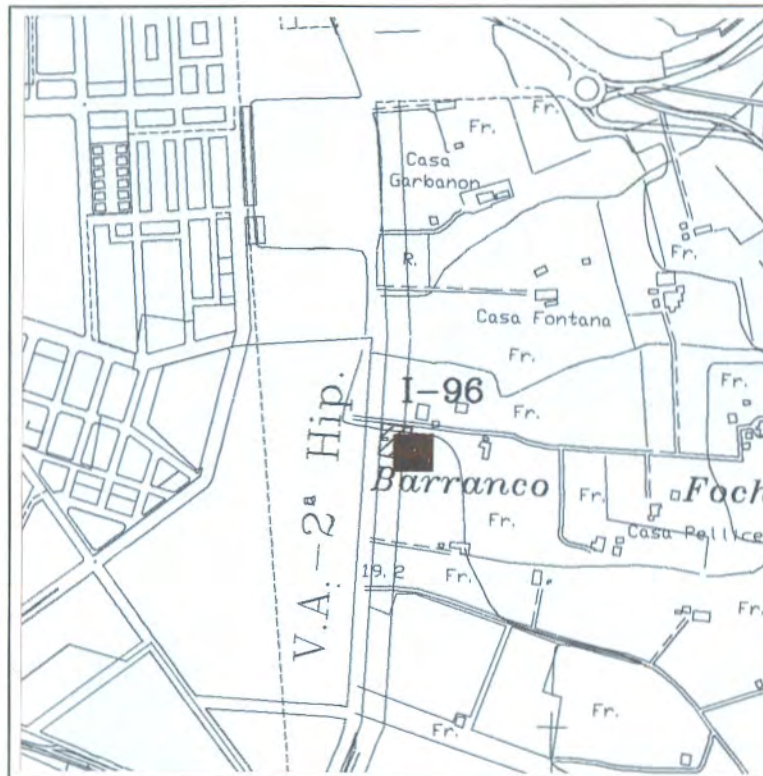 Fr.
Fr.
Casa
Garbanon
Fr.
R.
Casa Fontana
Fr.
Fr.
I-96
Fr.
V.A.-2ª Hip.
Barranco
Foch
Fr.
Fr.
Casa Pellice
19,2
Fr.
Fr.
Fr.
Fr.